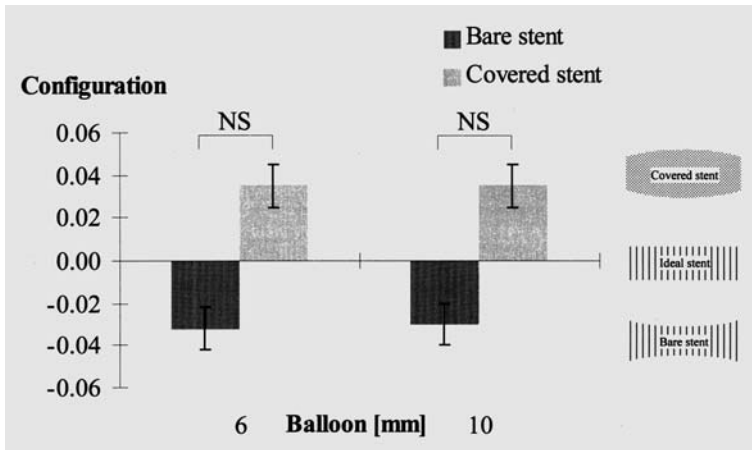 Bare stent
Covered stent
Configuration
NS
NS
0.06
0.04
0.02
0.00
-0.02
-0.04
-0.06
Covered stent
Ideal stent
Bare stent
6 Balloon [mm] 10